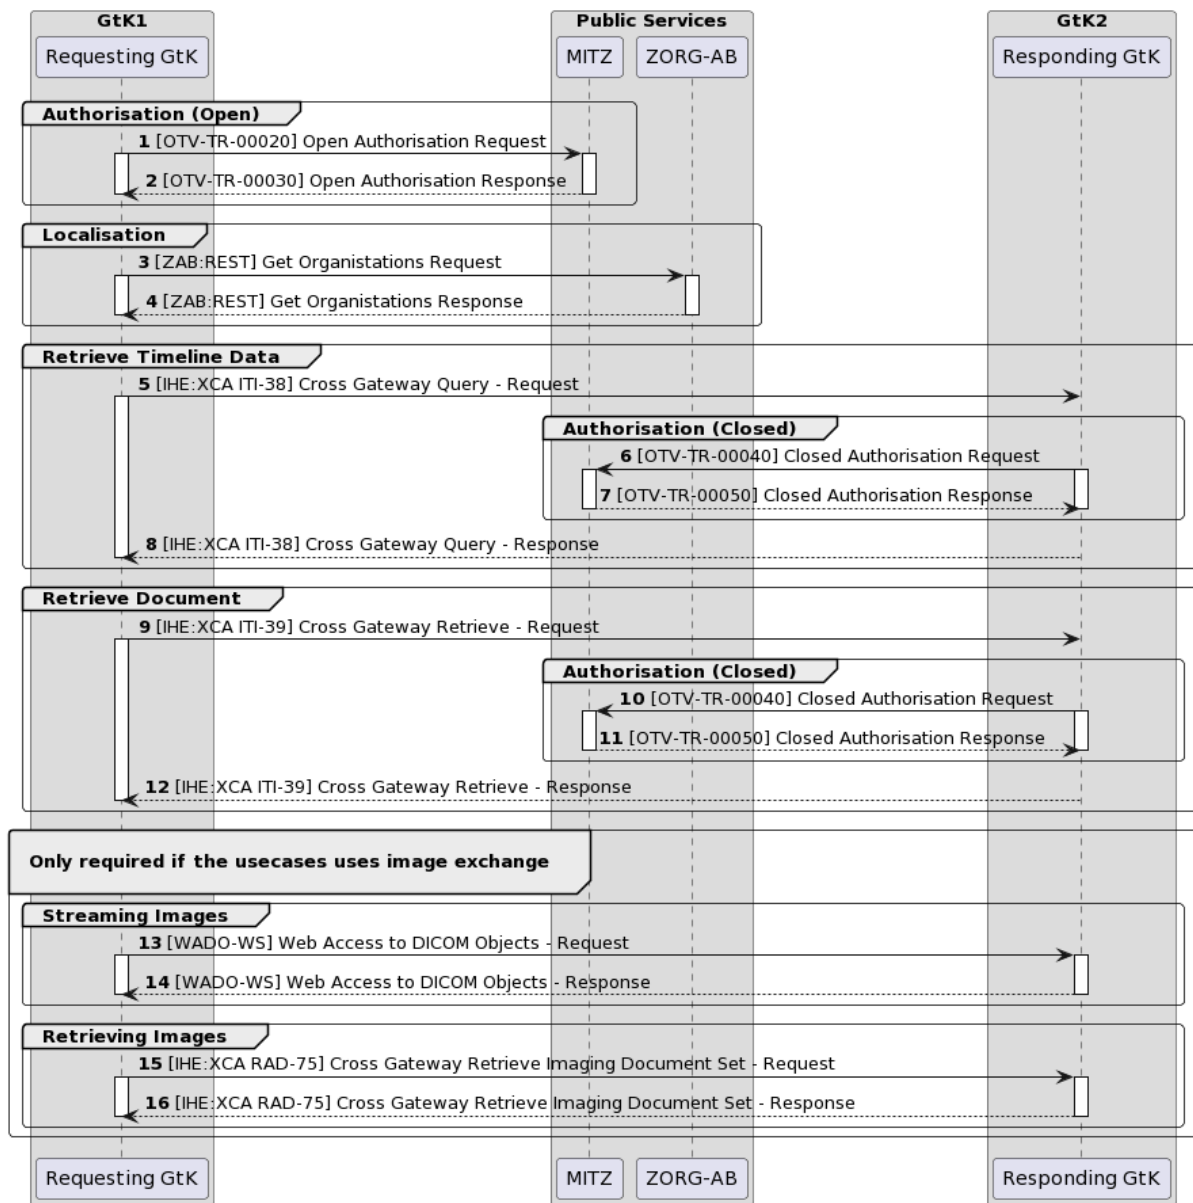 GtK1
Public Services
GtK2
Requesting GtK
MITZ
ZORG-AB
Responding GtK
Authorisation (Open)
1 [OTV-TR-00020] Open Authorisation Request
2 [OTV-TR-00030] Open Authorisation Response
Localisation
3 [ZAB:REST] Get Organistations Request
4 [ZAB:REST] Get Organistations Response
Retrieve Timeline Data
5 [IHE:XCA ITI-38] Cross Gateway Query - Request
Authorisation (Closed)
6 [OTV-TR-00040] Closed Authorisation Request
7 [OTV-TR-00050] Closed Authorisation Response
8 [IHE:XCA ITI-38] Cross Gateway Query - Response
Retrieve Document
9 [IHE:XCA ITI-39] Cross Gateway Retrieve - Request
Authorisation (Closed)
10 [OTV-TR-00040] Closed Authorisation Request
11 [OTV-TR-00050] Closed Authorisation Response
12 [IHE:XCA ITI-39] Cross Gateway Retrieve - Response
Only required if the usecases uses image exchange
Streaming Images
13 [WADO-WS] Web Access to DICOM Objects - Request
14 [WADO-WS] Web Access to DICOM Objects - Response
Retrieving Images
15 [IHE:XCA RAD-75] Cross Gateway Retrieve Imaging Document Set - Request
16 [IHE:XCA RAD-75] Cross Gateway Retrieve Imaging Document Set - Response
Requesting GtK
MITZ
ZORG-AB
Responding GtK